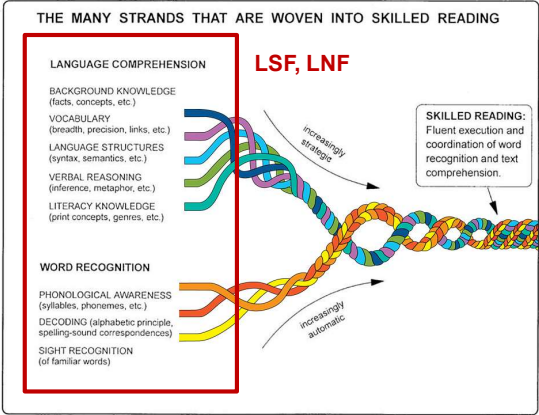 THE MANY STRANDS THAT ARE WOVEN INTO SKILLED READING
LANGUAGE COMPREHENSION
LSF, LNF
BACKGROUND KNOWLEDGE
(facts, concepts, etc.)
VOCABULARY
(breadth, precision, links, etc.)
LANGUAGE STRUCTURES
(syntax, semantics, etc.)
VERBAL REASONING
(inference, metaphor, etc.)
LITERACY KNOWLEDGE
(print concepts, genres, etc.)
increasingly
strategic
SKILLED READING:
Fluent execution and
coordination of word
recognition and text
comprehension.
WORD RECOGNITION
PHONOLOGICAL AWARENESS
(syllables, phonemes, etc.)
DECODING (alphabetic principle,
spelling-sound correspondences)
SIGHT RECOGNITION
(of familiar words)
increasingly
automatic